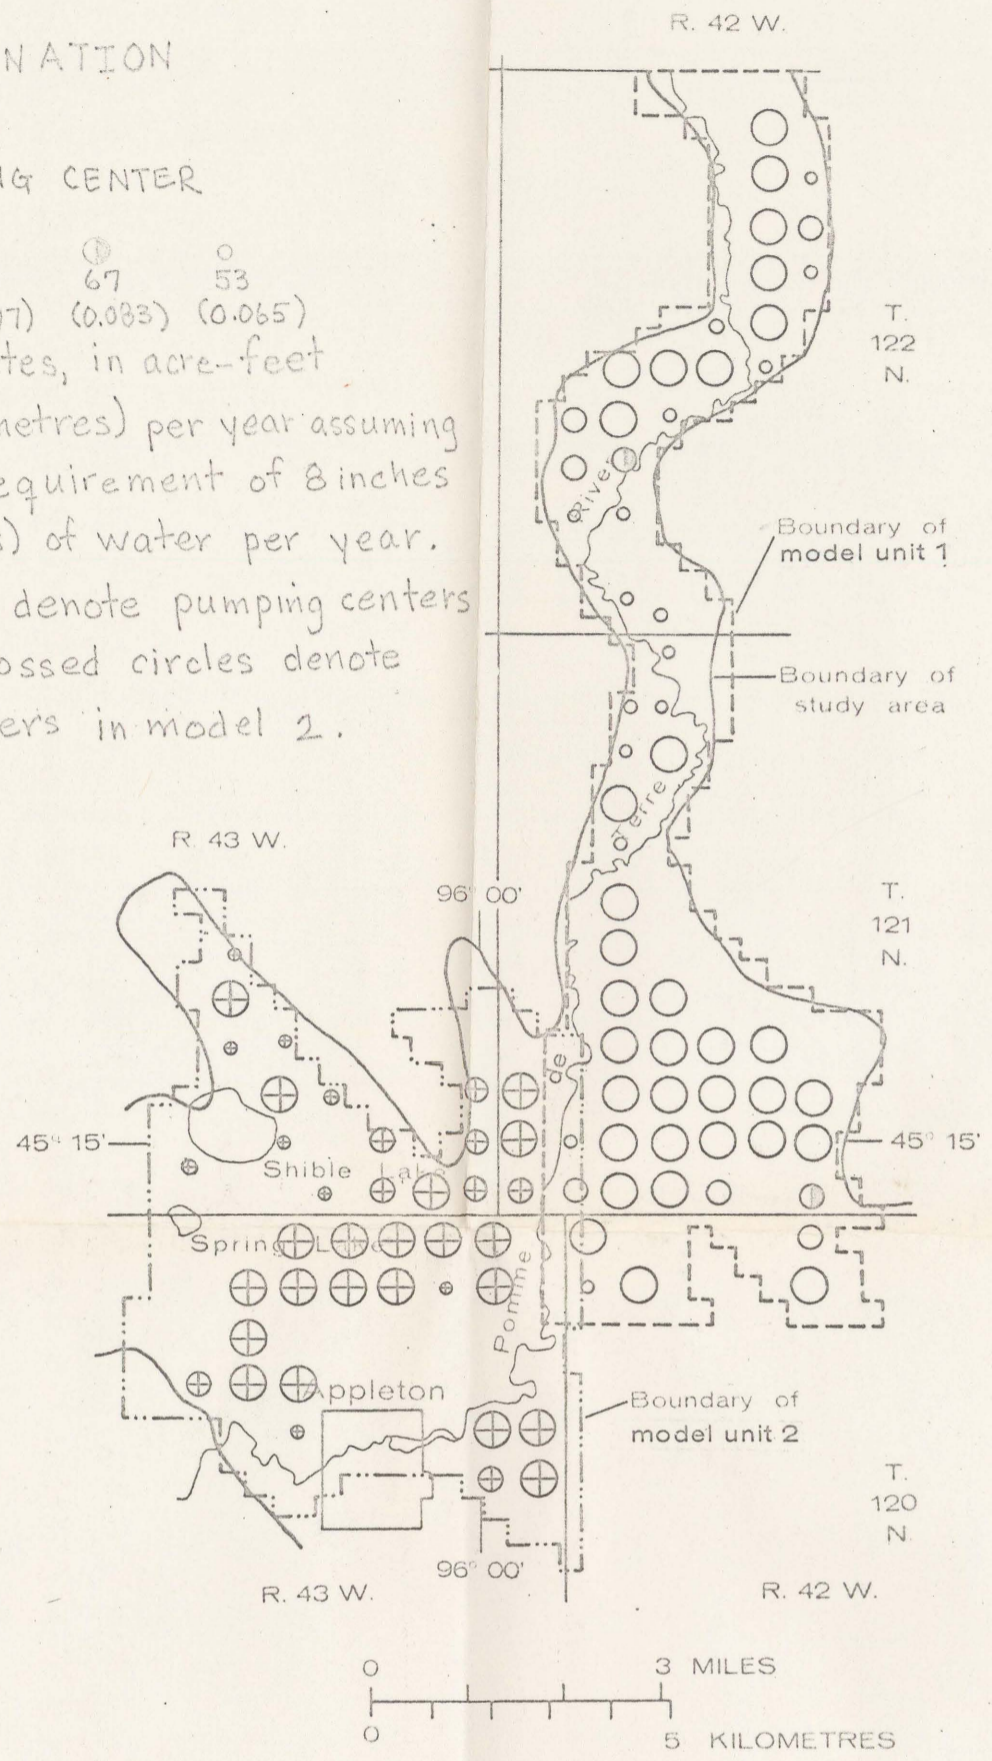 R. 42 W.
NATION
NG CENTER
67 53
7) (0.083) (0.065)
tes, in acre-feet
metres) per year assuming
equirement of 8 inches
s) of water per year.
denote pumping centers
ossed circles denote
ers in model 2.
T.
122
N.
River
Boundary of
model unit 1
Boundary of
study area
Terre
R. 43 W.
96° 00'
T.
121
N.
de
45° 15'
45° 15'
Shible Lake
Spring Lake
Pomme
Appleton
Boundary of
model unit 2
T.
120
N.
96° 00'
R. 43 W.
R. 42 W.
0 3 MILES
0 5 KILOMETRES